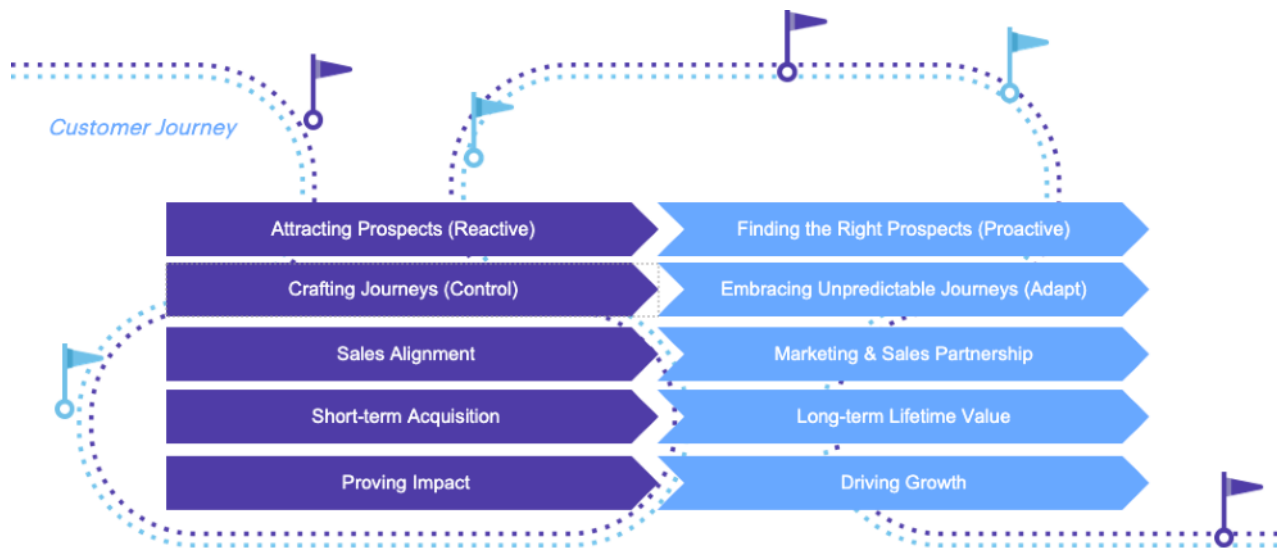 Customer Journey
Attracting Prospects (Reactive)
Finding the Right Prospects (Proactive)
Crafting Journeys (Control)
Embracing Unpredictable Journeys (Adapt)
Sales Alignment
Marketing & Sales Partnership
Short-term Acquisition
Long-term Lifetime Value
Proving Impact
Driving Growth